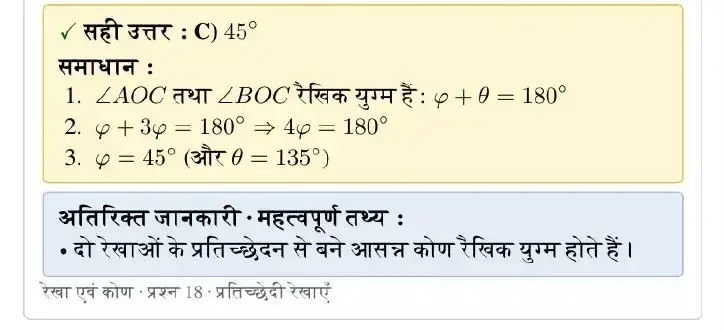 ✓ सही उत्तर : C) 45°
समाधान :
1. ∠AOC तथा ∠BOC रैखिक युग्म हैं: φ + θ = 180°
2. φ + 3φ = 180° ⇒ 4φ = 180°
3. φ = 45° (और θ = 135°)
अतिरिक्त जानकारी · महत्वपूर्ण तथ्य :
• दो रेखाओं के प्रतिच्छेदन से बने आसन्न कोण रैखिक युग्म होते हैं।
रेखा एवं कोण · प्रश्न 18 · प्रतिच्छेदी रेखाएँ